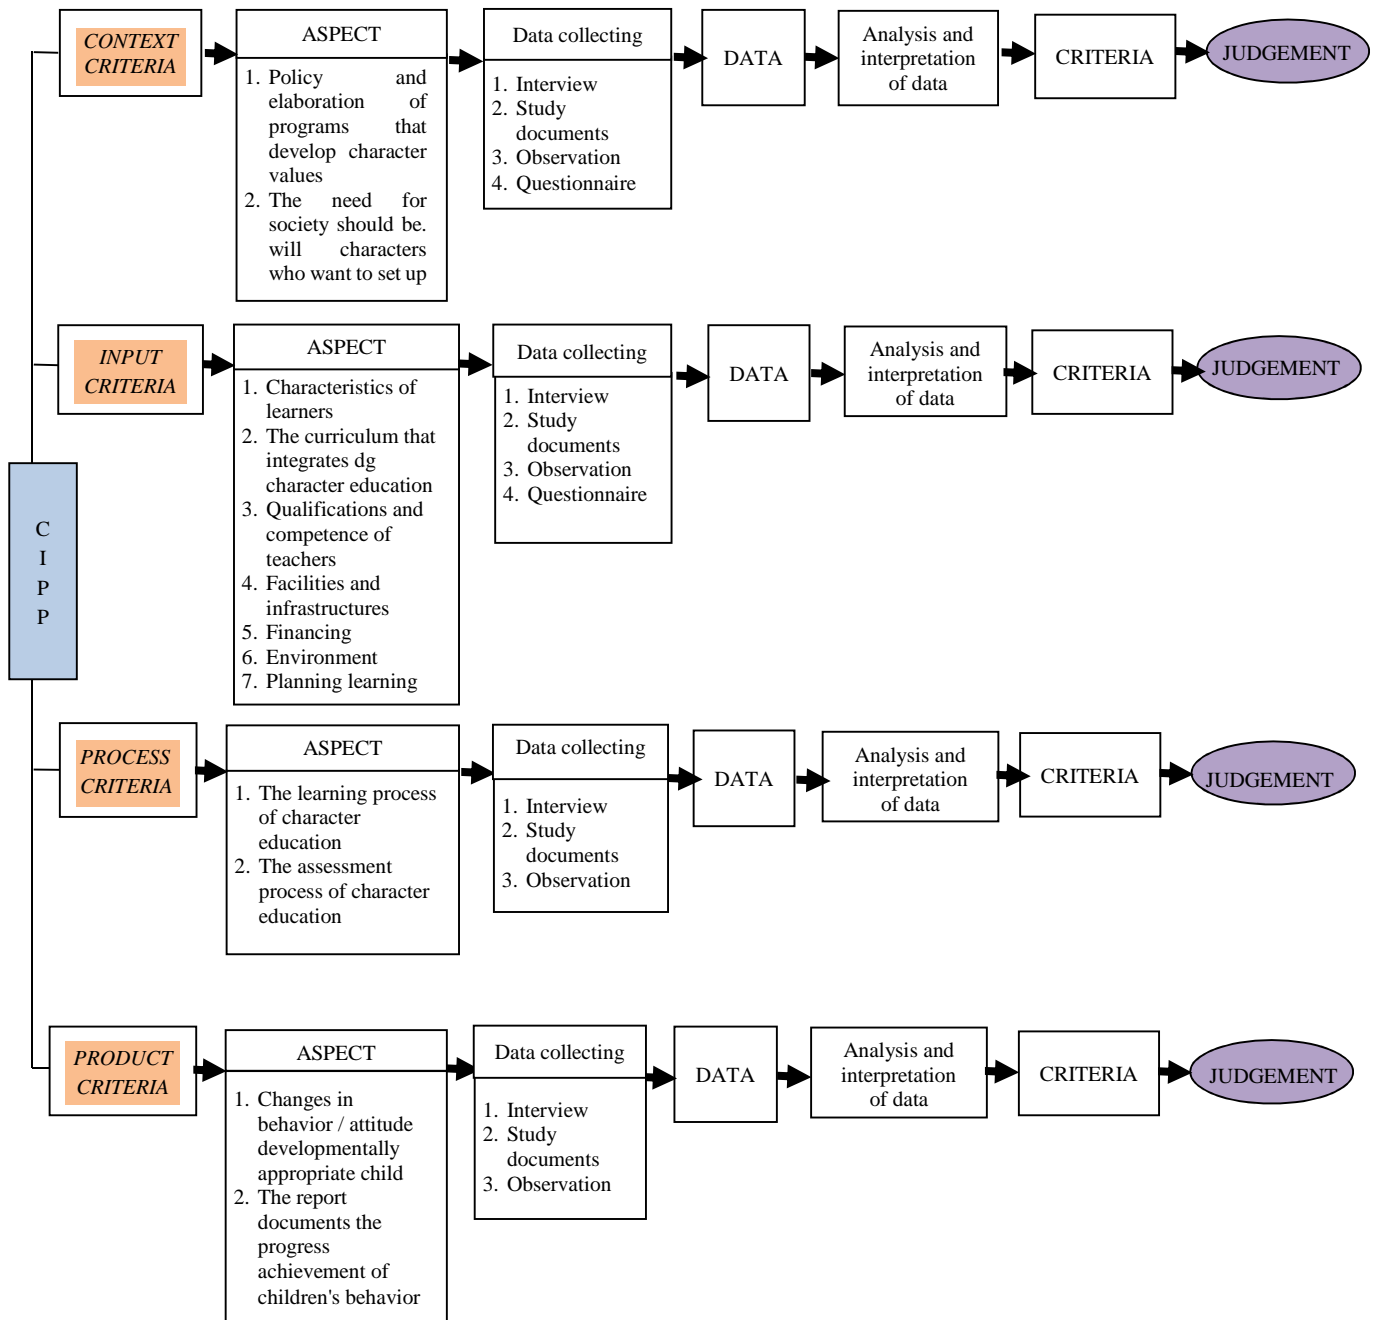 CONTEXT
CRITERIA
ASPECT
1. Policy and
elaboration of
programs that
develop character
values
2. The need for
society should be.
will characters
who want to set up
Data collecting
1. Interview
2. Study
documents
3. Observation
4. Questionnaire
DATA
Analysis and
interpretation
of data
CRITERIA
JUDGEMENT
INPUT
CRITERIA
ASPECT
1. Characteristics of
learners
2. The curriculum that
integrates dg
character education
3. Qualifications and
competence of
teachers
4. Facilities and
infrastructures
5. Financing
6. Environment
7. Planning learning
Data collecting
1. Interview
2. Study
documents
3. Observation
4. Questionnaire
DATA
Analysis and
interpretation
of data
CRITERIA
JUDGEMENT
C
I
P
P
PROCESS
CRITERIA
ASPECT
1. The learning process
of character
education
2. The assessment
process of character
education
Data collecting
1. Interview
2. Study
documents
3. Observation
DATA
Analysis and
interpretation
of data
CRITERIA
JUDGEMENT
PRODUCT
CRITERIA
ASPECT
1. Changes in
behavior / attitude
developmentally
appropriate child
2. The report
documents the
progress
achievement of
children's behavior
Data collecting
1. Interview
2. Study
documents
3. Observation
DATA
Analysis and
interpretation
of data
CRITERIA
JUDGEMENT